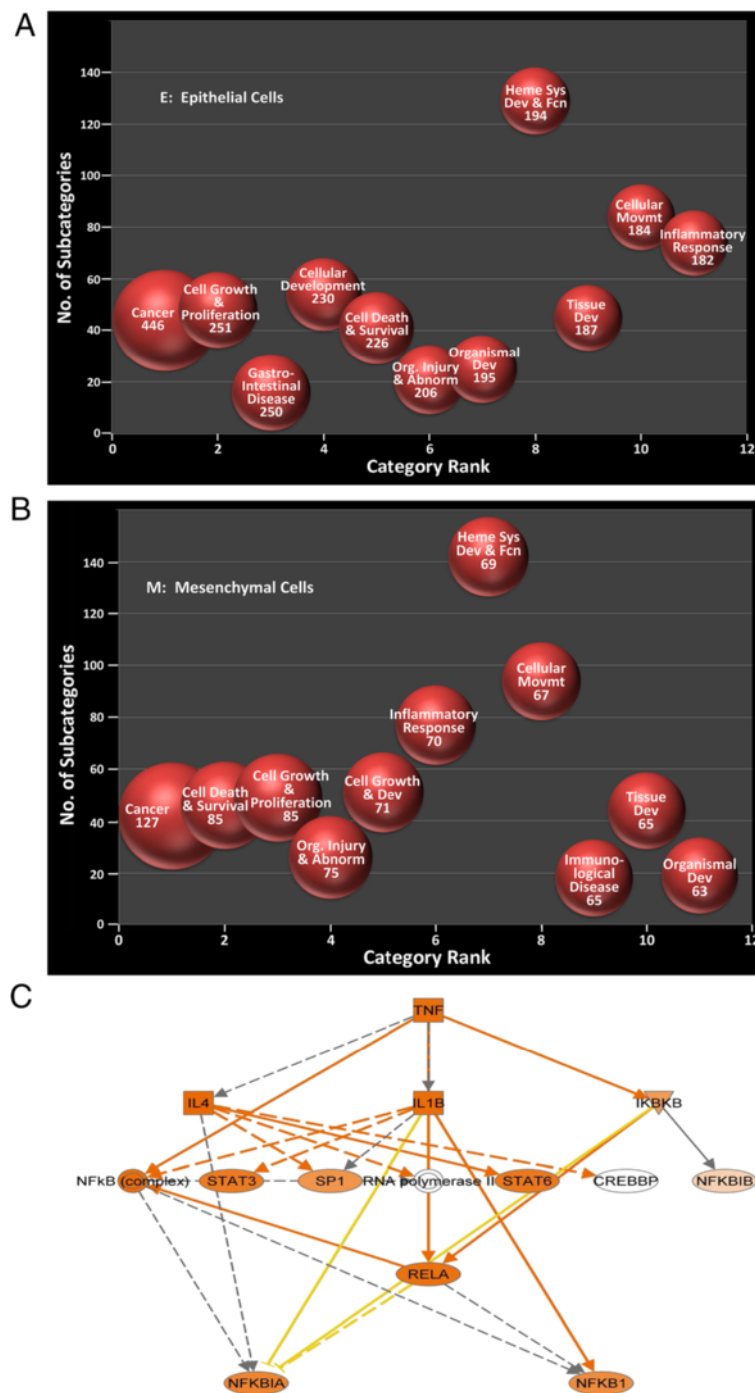 A
E: Epithelial Cells
No. of Subcategories
140
120
100
80
60
40
20
0
Heme Sys
Dev & Fcn
194
Cellular
Movmt
184
Inflammatory
Response
182
Cancer
446
Cell Growth
&
Proliferation
251
Cellular
Development
230
Cell Death
& Survival
226
Tissue
Dev
187
Gastro-
Intestinal
Disease
250
Org. Injury
& Abnorm
206
Organismal
Dev
195
0 2 4 6 8 10 12
Category Rank
B
M: Mesenchymal Cells
No. of Subcategories
140
120
100
80
60
40
20
0
Heme Sys
Dev & Fcn
69
Cellular
Movmt
67
Inflammatory
Response
70
Cancer
127
Cell Death
& Survival
85
Cell Growth
&
Proliferation
85
Cell Growth
& Dev
71
Org. Injury
& Abnorm
75
Tissue
Dev
65
Immuno-
logical
Disease
65
Organismal
Dev
63
0 2 4 6 8 10 12
Category Rank
C
TNF
IL4 IL1B IKBKB
NFkB (complex) STAT3 SP1 RNA polymerase II STAT6 CREBBP NFKBIB
RELA
NFKBIA NFKB1